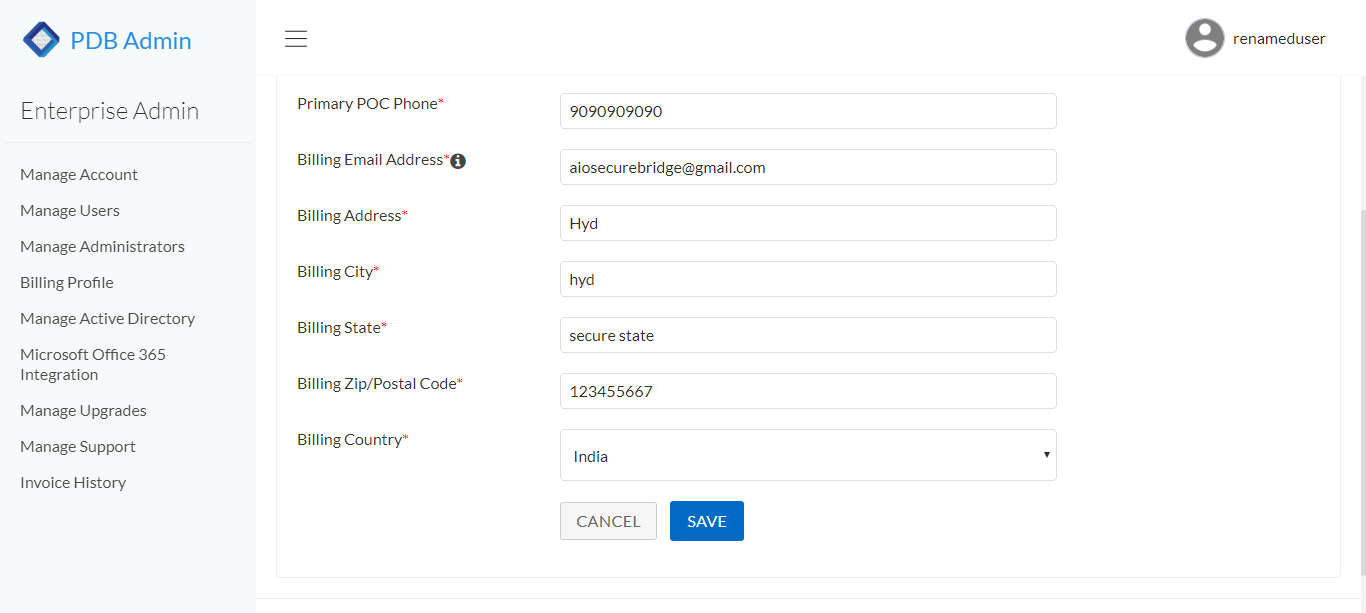 PDB Admin
renameduser
Enterprise Admin
Manage Account
Manage Users
Manage Administrators
Billing Profile
Manage Active Directory
Microsoft Office 365
Integration
Manage Upgrades
Manage Support
Invoice History
Primary POC Phone*
9090909090
Billing Email Address*
aiosecurebridge@gmail.com
Billing Address*
Hyd
Billing City*
hyd
Billing State*
secure state
Billing Zip/Postal Code*
123455667
Billing Country*
India
CANCEL
SAVE